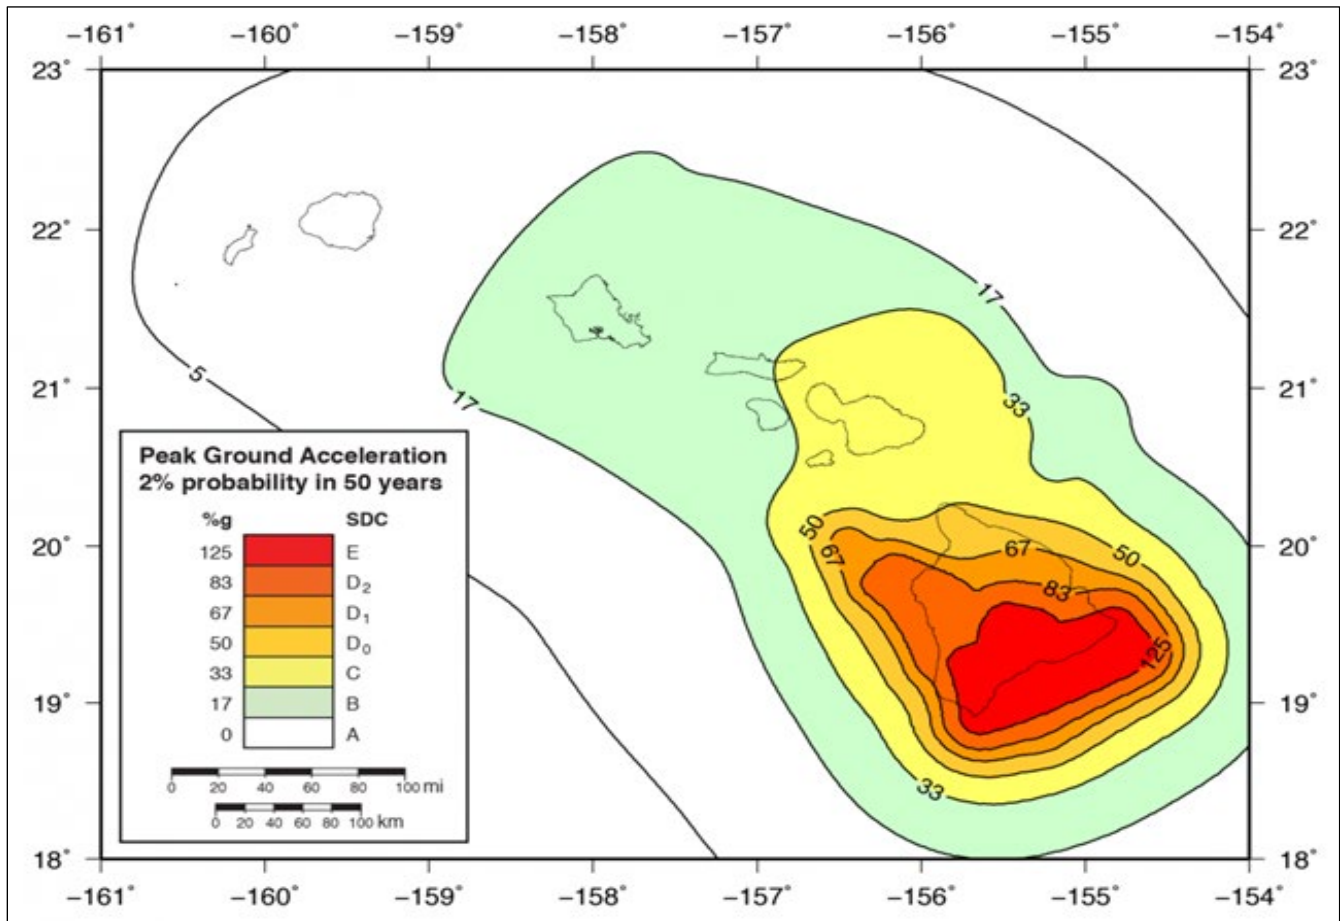 −161° −160° −159° −158° −157° −156° −155° −154°
23° 23°
22° 22°
17
5
21° 21°
17 33
Peak Ground Acceleration
2% probability in 50 years
%g SDC
125 E
83 D2
67 D1
50 D0
33 C
17 B
0 A
0 20 40 60 80 100 mi
0 20 40 60 80 100 km
20° 50 67 50 20°
67 83
125
19° 19°
33
18° 18°
−161° −160° −159° −158° −157° −156° −155° −154°